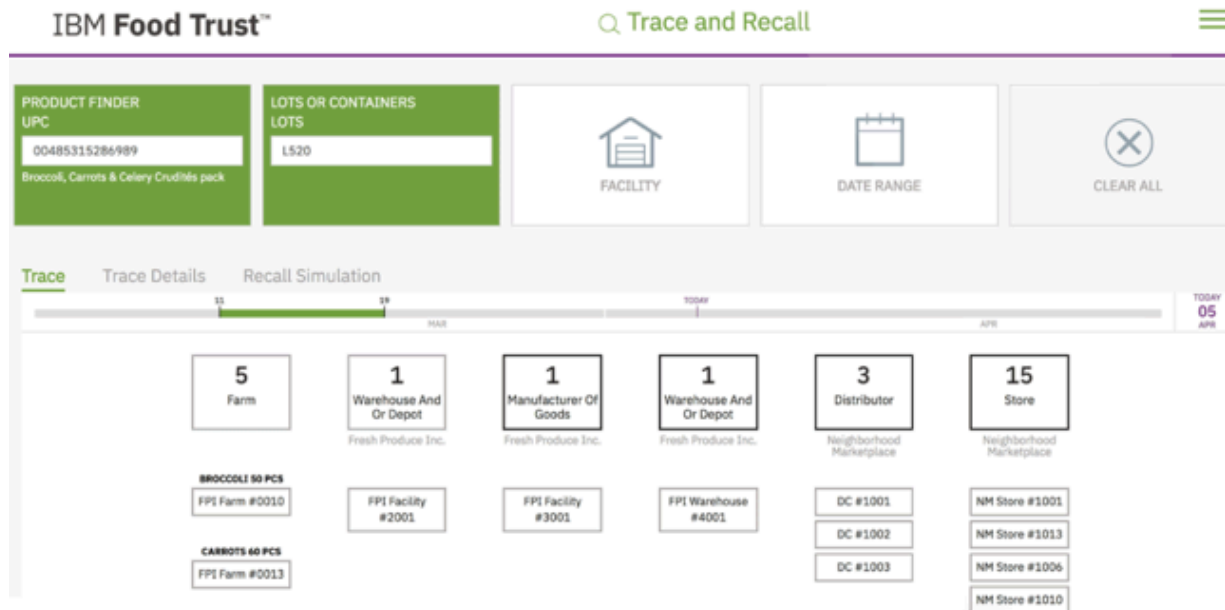 IBM Food Trust™
Trace and Recall
PRODUCT FINDER
UPC
00485315286989
Broccoli, Carrots & Celery Crudités pack
LOTS OR CONTAINERS
LOTS
L520
FACILITY
DATE RANGE
CLEAR ALL
Trace Trace Details Recall Simulation
11 19 TODAY
MAR APR
TODAY
05
APR
5
Farm
1
Warehouse And
Or Depot
Fresh Produce Inc.
1
Manufacturer Of
Goods
Fresh Produce Inc.
1
Warehouse And
Or Depot
Fresh Produce Inc.
3
Distributor
Neighborhood
Marketplace
15
Store
Neighborhood
Marketplace
BROCCOLI 50 PCS
FPI Farm #0010
CARROTS 60 PCS
FPI Farm #0013
FPI Facility
#2001
FPI Facility
#3001
FPI Warehouse
#4001
DC #1001
DC #1002
DC #1003
NM Store #1001
NM Store #1013
NM Store #1006
NM Store #1010